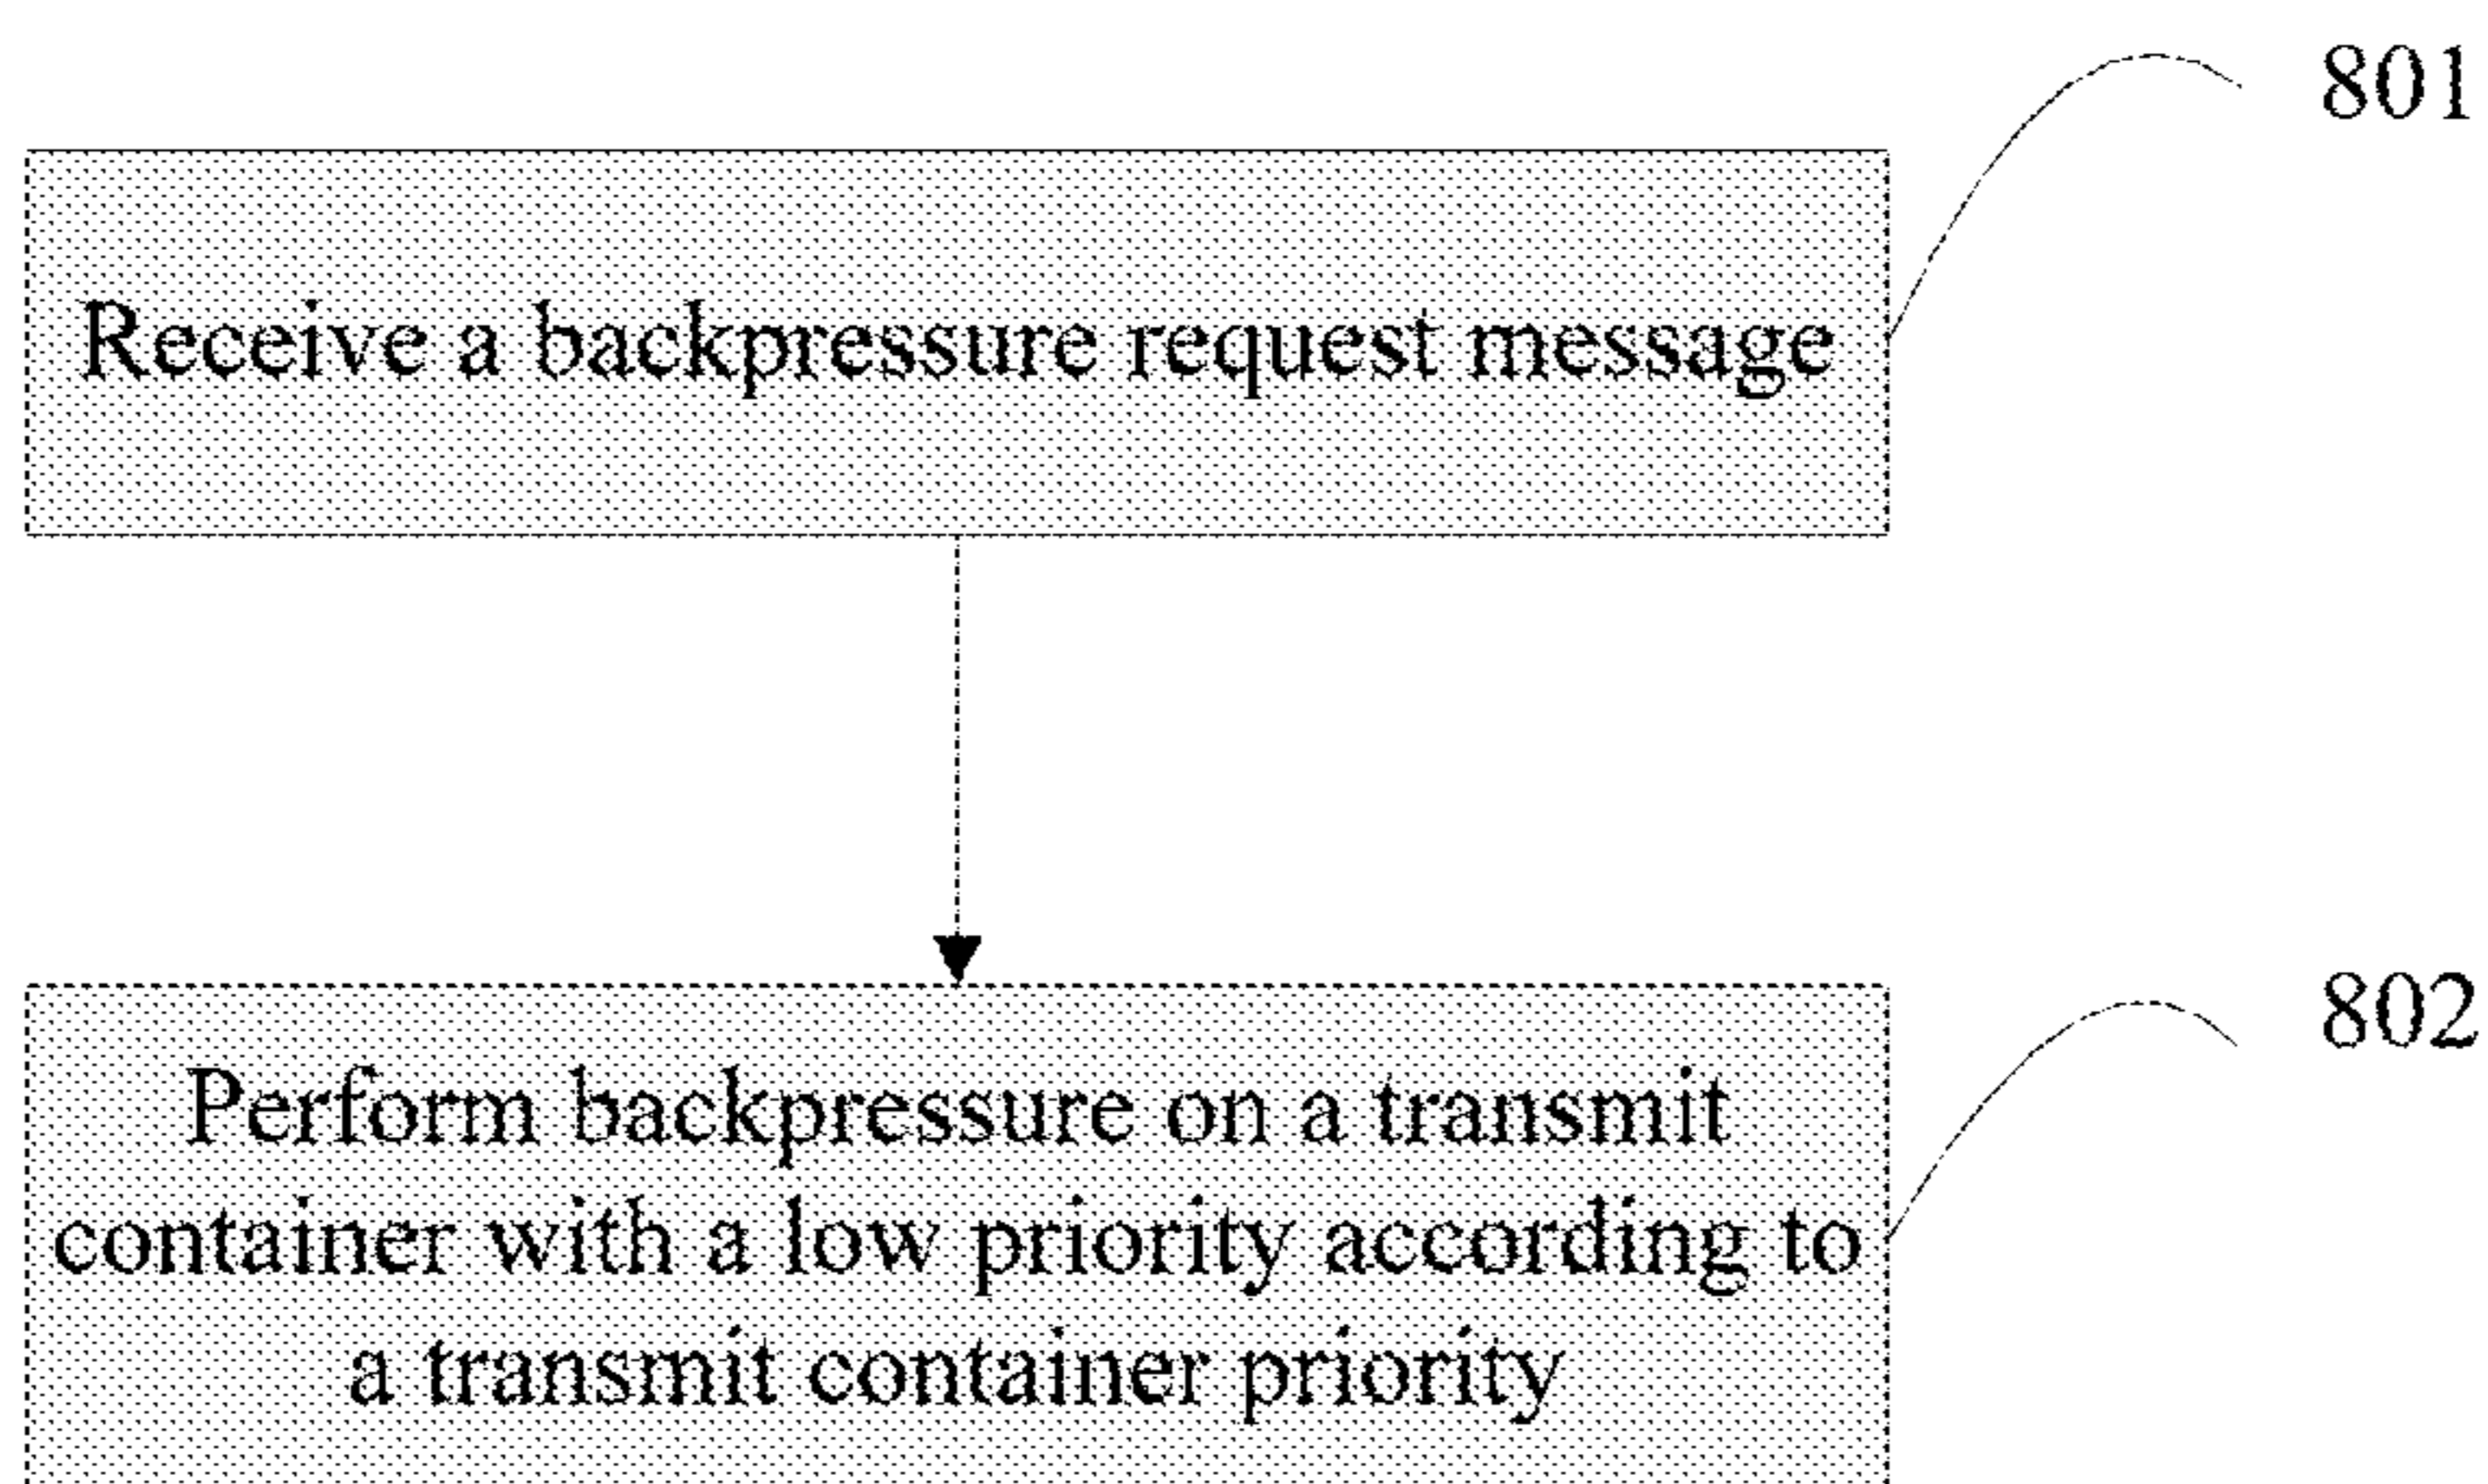 801
Receive a backpressure request message
802
Perform backpressure on a transmit
container with a low priority according to
a transmit container priority